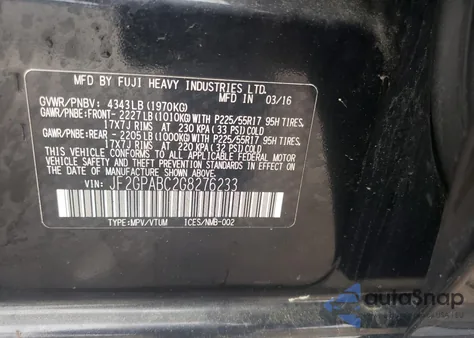 MFD BY FUJI HEAVY INDUSTRIES LTD.
MFD IN 03/16
GVWR/PNBV: 4343LB (1970KG)
GAWR/PNBE:FRONT- 2227LB (1010KG) WITH P225/55R17 95H TIRES,
17X7J RIMS AT 230 KPA (33 PSI) COLD
GAWR/PNBE:REAR - 2205LB (1000KG) WITH P225/55R17 95H TIRES,
17X7J RIMS AT 220 KPA (32 PSI) COLD
THIS VEHICLE CONFORMS TO ALL APPLICABLE
FEDERAL MOTOR VEHICLE SAFETY, BUMPER,
AND THEFT PREVENTION STANDARDS IN EFFECT ON
THE DATE OF MANUFACTURE SHOWN ABOVE.
VIN: JF2GPABC2G8276233
TYPE:MPV/VTUM ICES/NMB-002
autoSnap